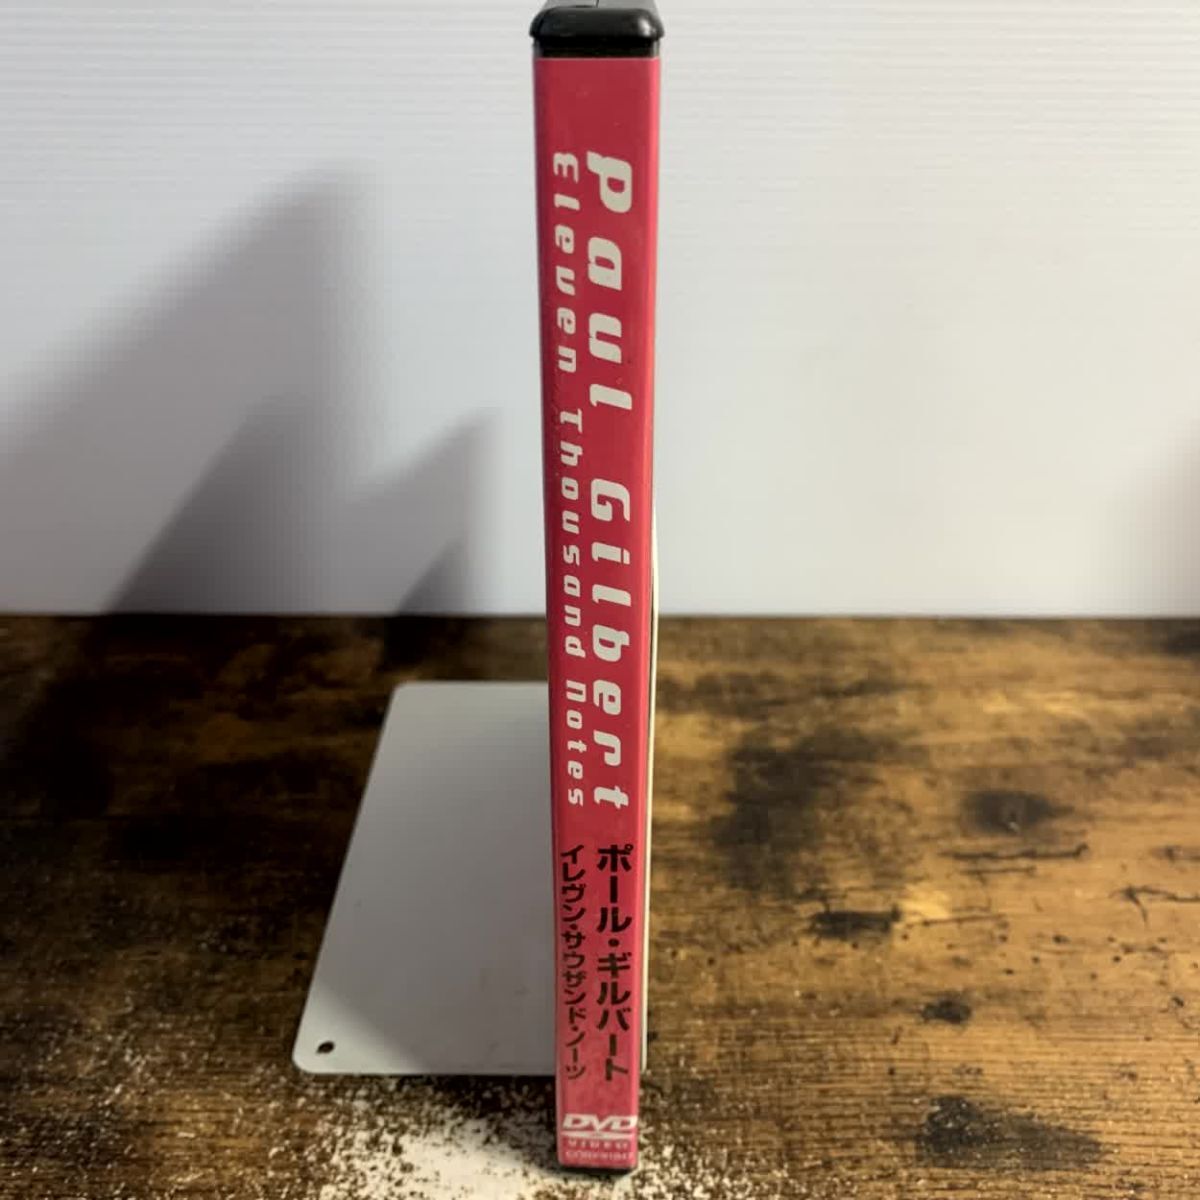 Paul Gilbert
Eleven Thousand Notes
ポール・ギルバート
イレヴン・サウザンド・ノーツ
DVD
VIDEO